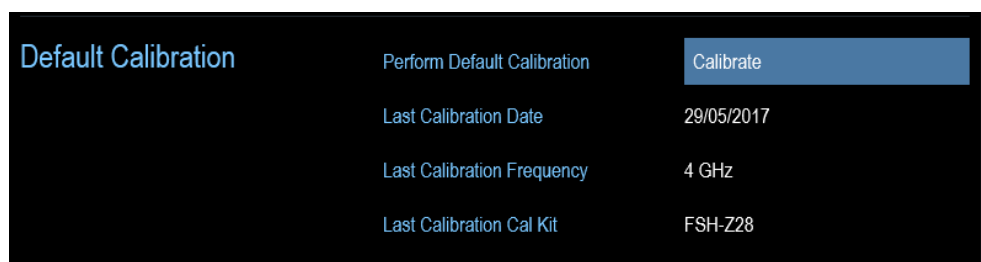 Default Calibration
Perform Default Calibration Calibrate
Last Calibration Date 29/05/2017
Last Calibration Frequency 4 GHz
Last Calibration Cal Kit FSH-Z28